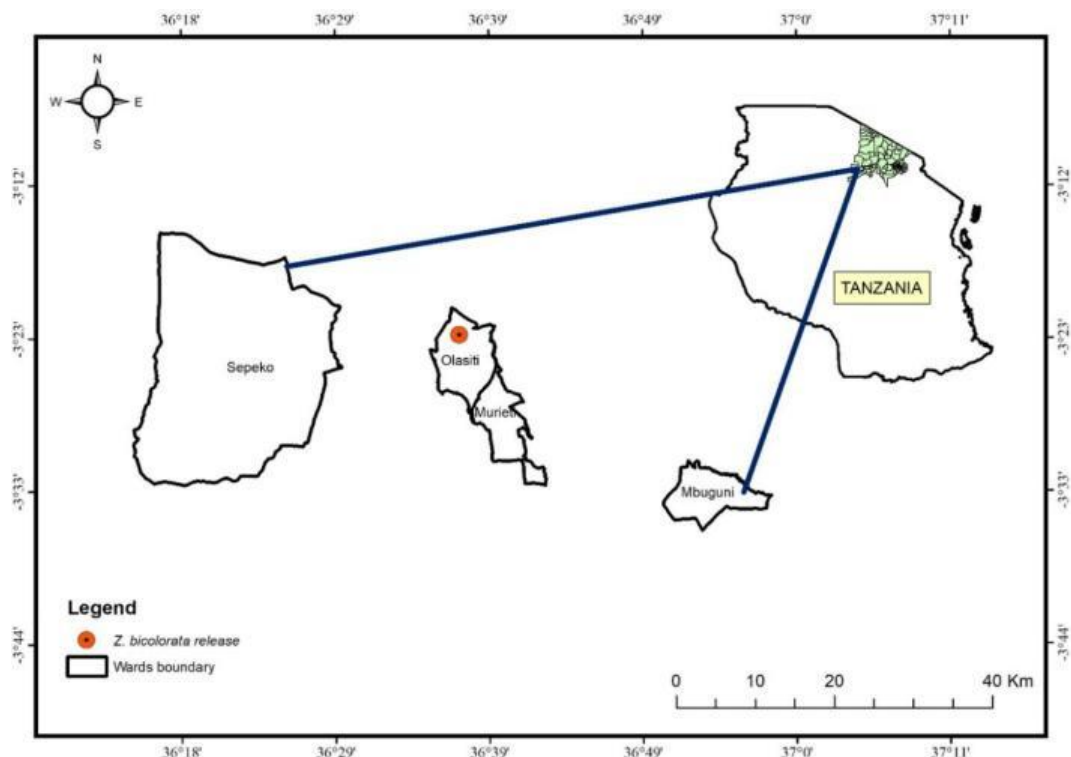 36°18' 36°29' 36°39' 36°49' 37°0' 37°11'
N
W E
S
-3°12' -3°12'
TANZANIA
-3°23' -3°23'
Olasiti
Sepeko
Murieti
-3°33' -3°33'
Mbuguni
Legend
Z. bicolorata release
Wards boundary
-3°44' -3°44'
0 10 20 40 Km
36°18' 36°29' 36°39' 36°49' 37°0' 37°11'